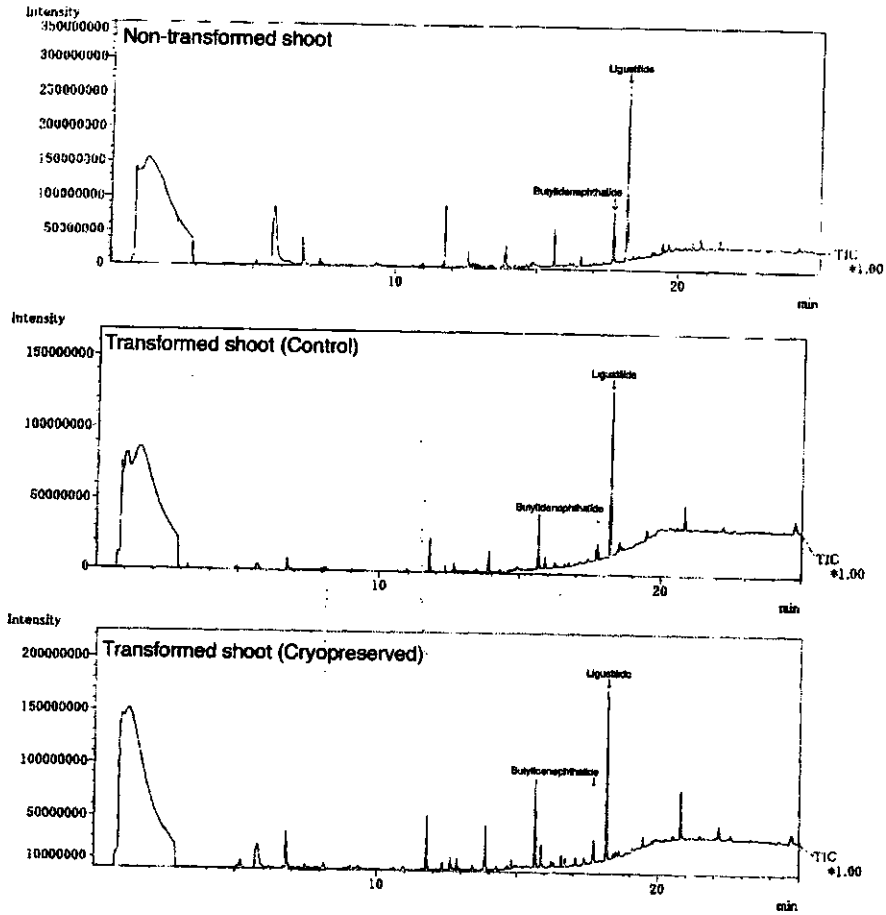 Intensity
350000000
Non-transformed shoot
300000000
Ligustilide
250000000
200000000
150000000
Butylidenephthalide
100000000
50000000
0
TIC
*1.00
10
20
min
Intensity
Transformed shoot (Control)
150000000
Ligustilide
100000000
Butylidenephthalide
50000000
0
TIC
*1.00
10
20
min
Intensity
Transformed shoot (Cryopreserved)
200000000
Ligustilide
150000000
Butylidenephthalide
100000000
50000000
10000000
TIC
*1.00
10
20
min